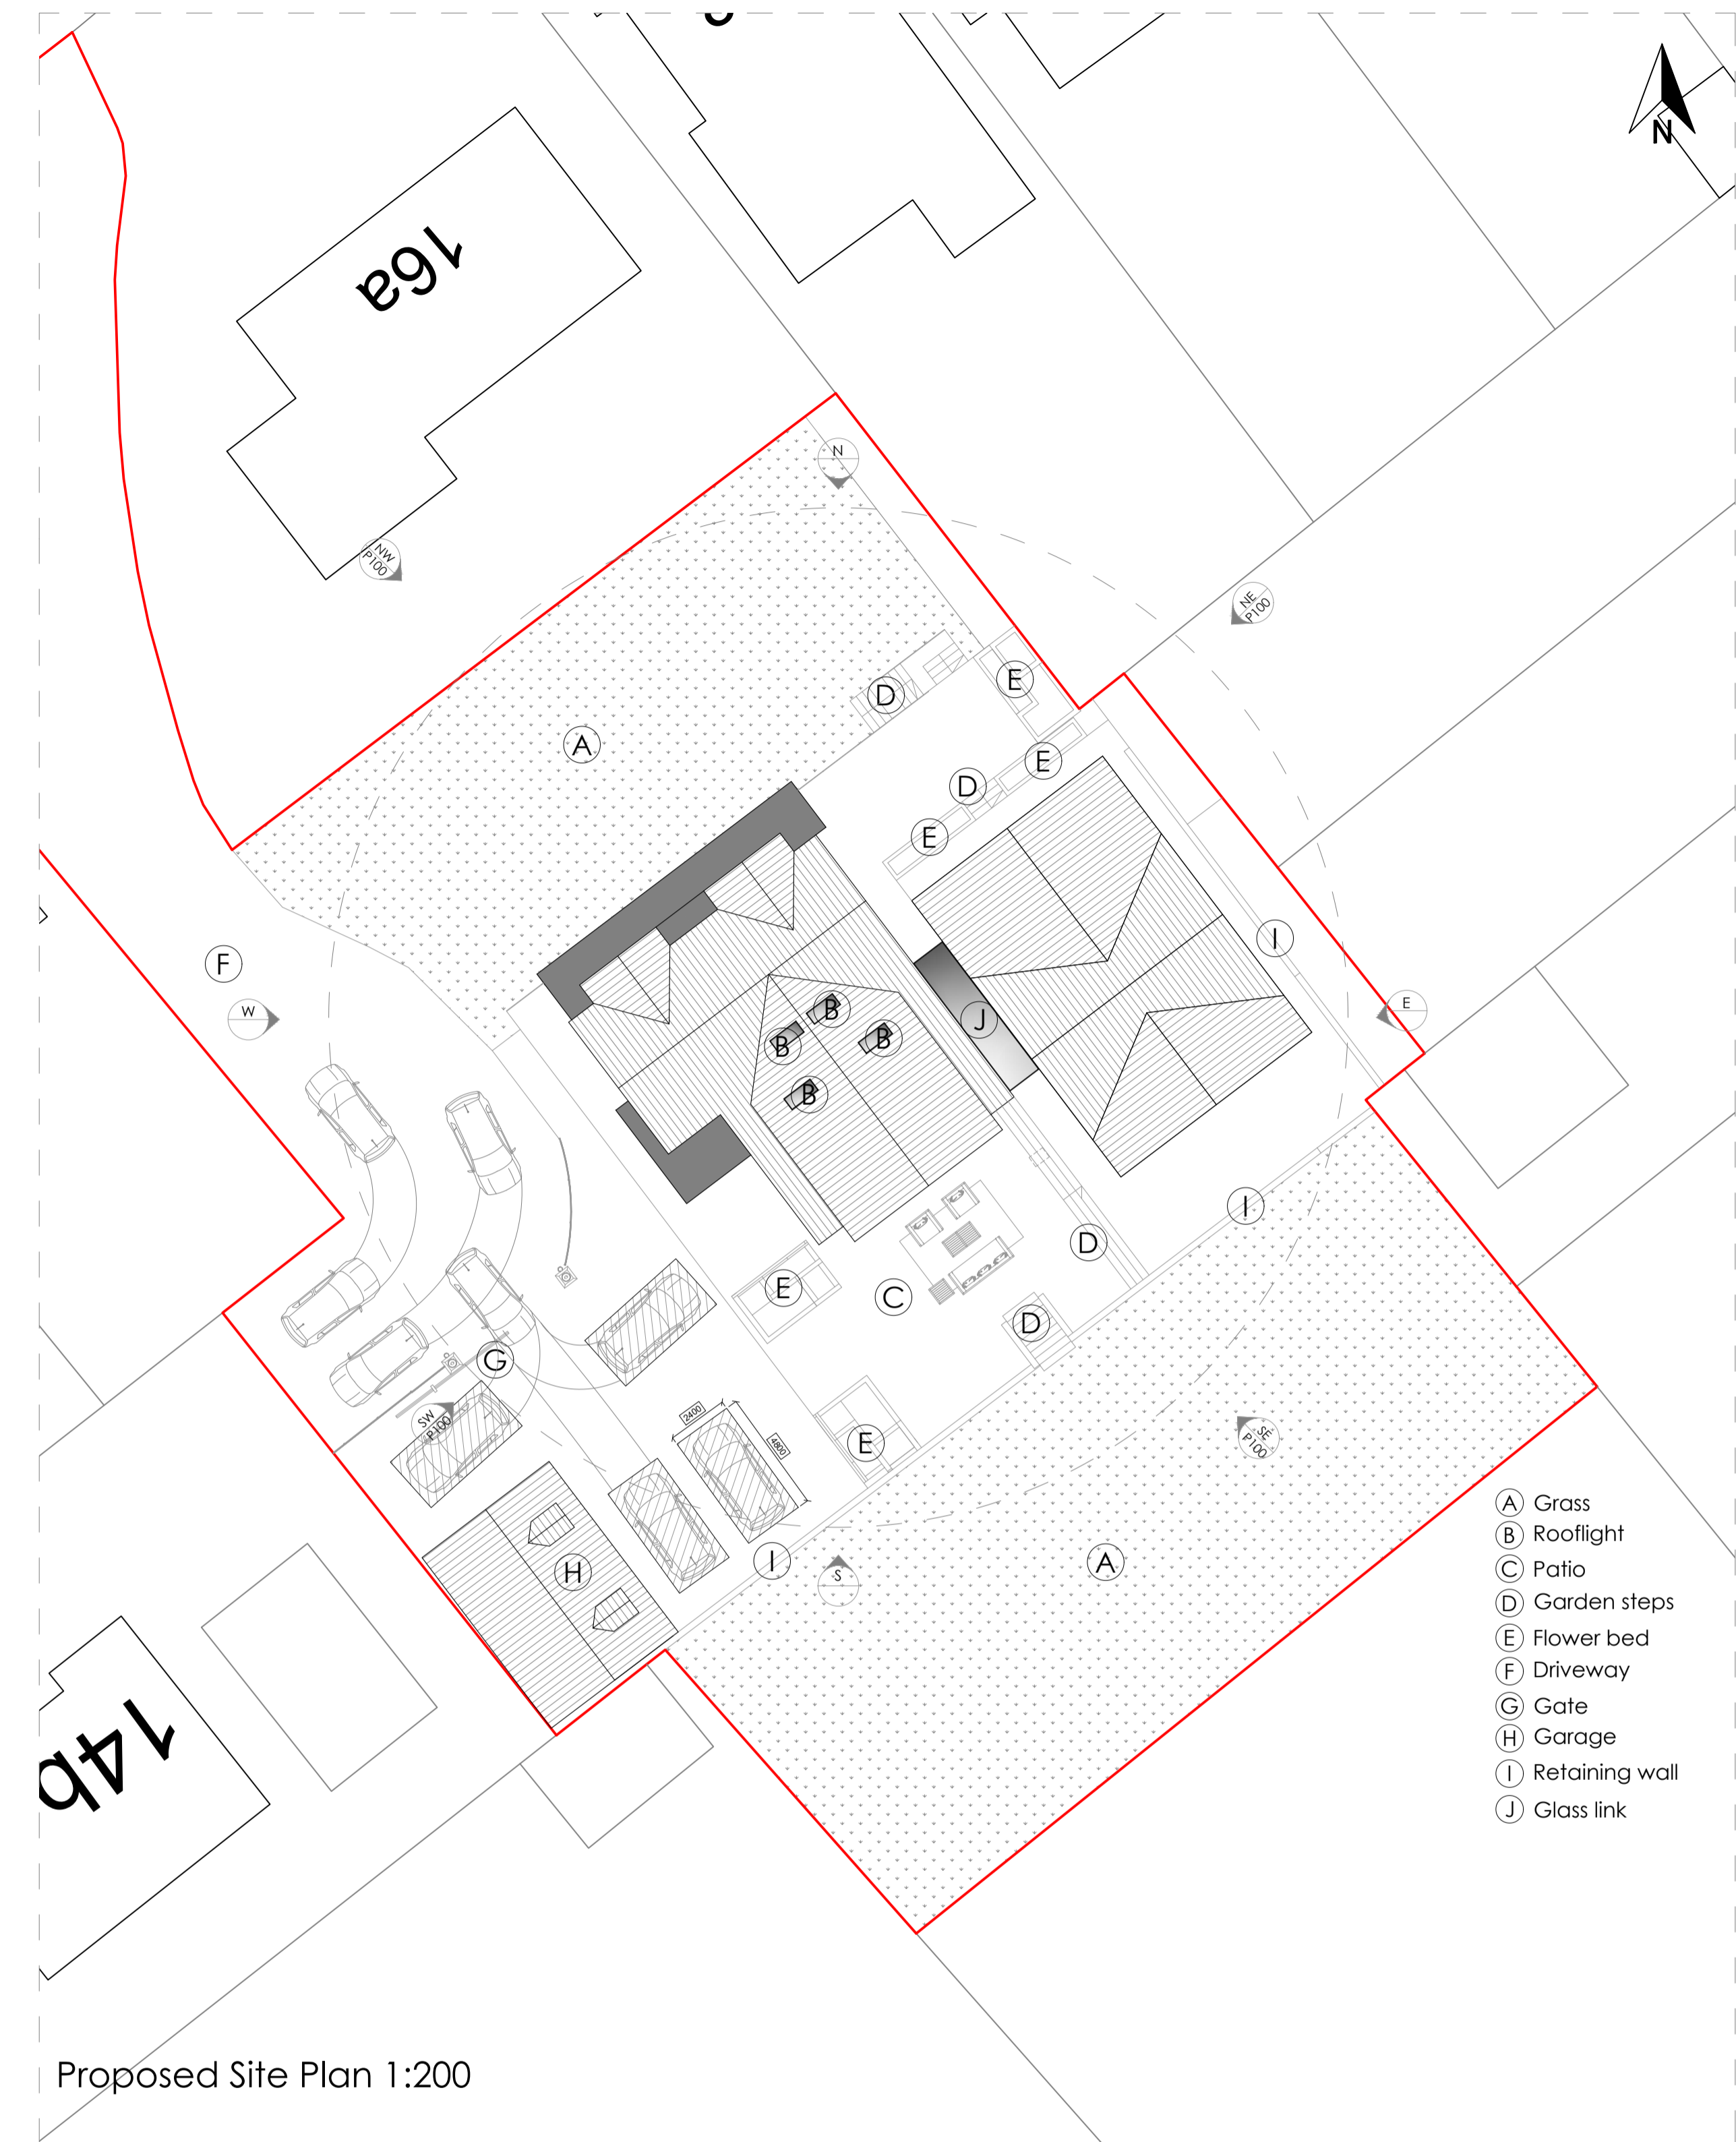 N
16a
N
NW
P100
NE
P100
D
E
A
E
D
E
F
I
B
W
J
E
B
B
B
I
D
E
C
D
G
SW
P100
2400
4800
E
SE
P100
I
A
S
H
A Grass
B Rooflight
C Patio
D Garden steps
E Flower bed
F Driveway
G Gate
H Garage
I Retaining wall
J Glass link
14b
Proposed Site Plan 1:200